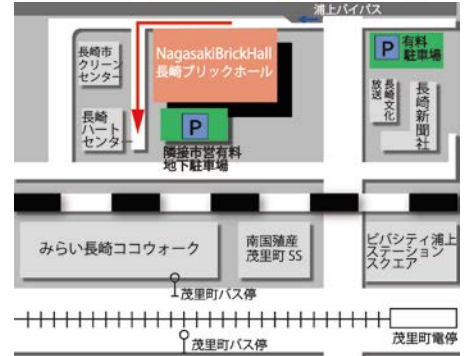 浦上バイパス
長崎市
クリーン
センター
NagasakiBrickHall
長崎ブリックホール
P 有料
駐車場
長崎文化
放送
長崎新聞社
長崎
ハート
センター
P
隣接市営有料
地下駐車場
みらい長崎ココウォーク
南国殖産
茂里町 SS
ビバシティ浦上
ステーション
スクエア
茂里町バス停
茂里町電停
茂里町バス停